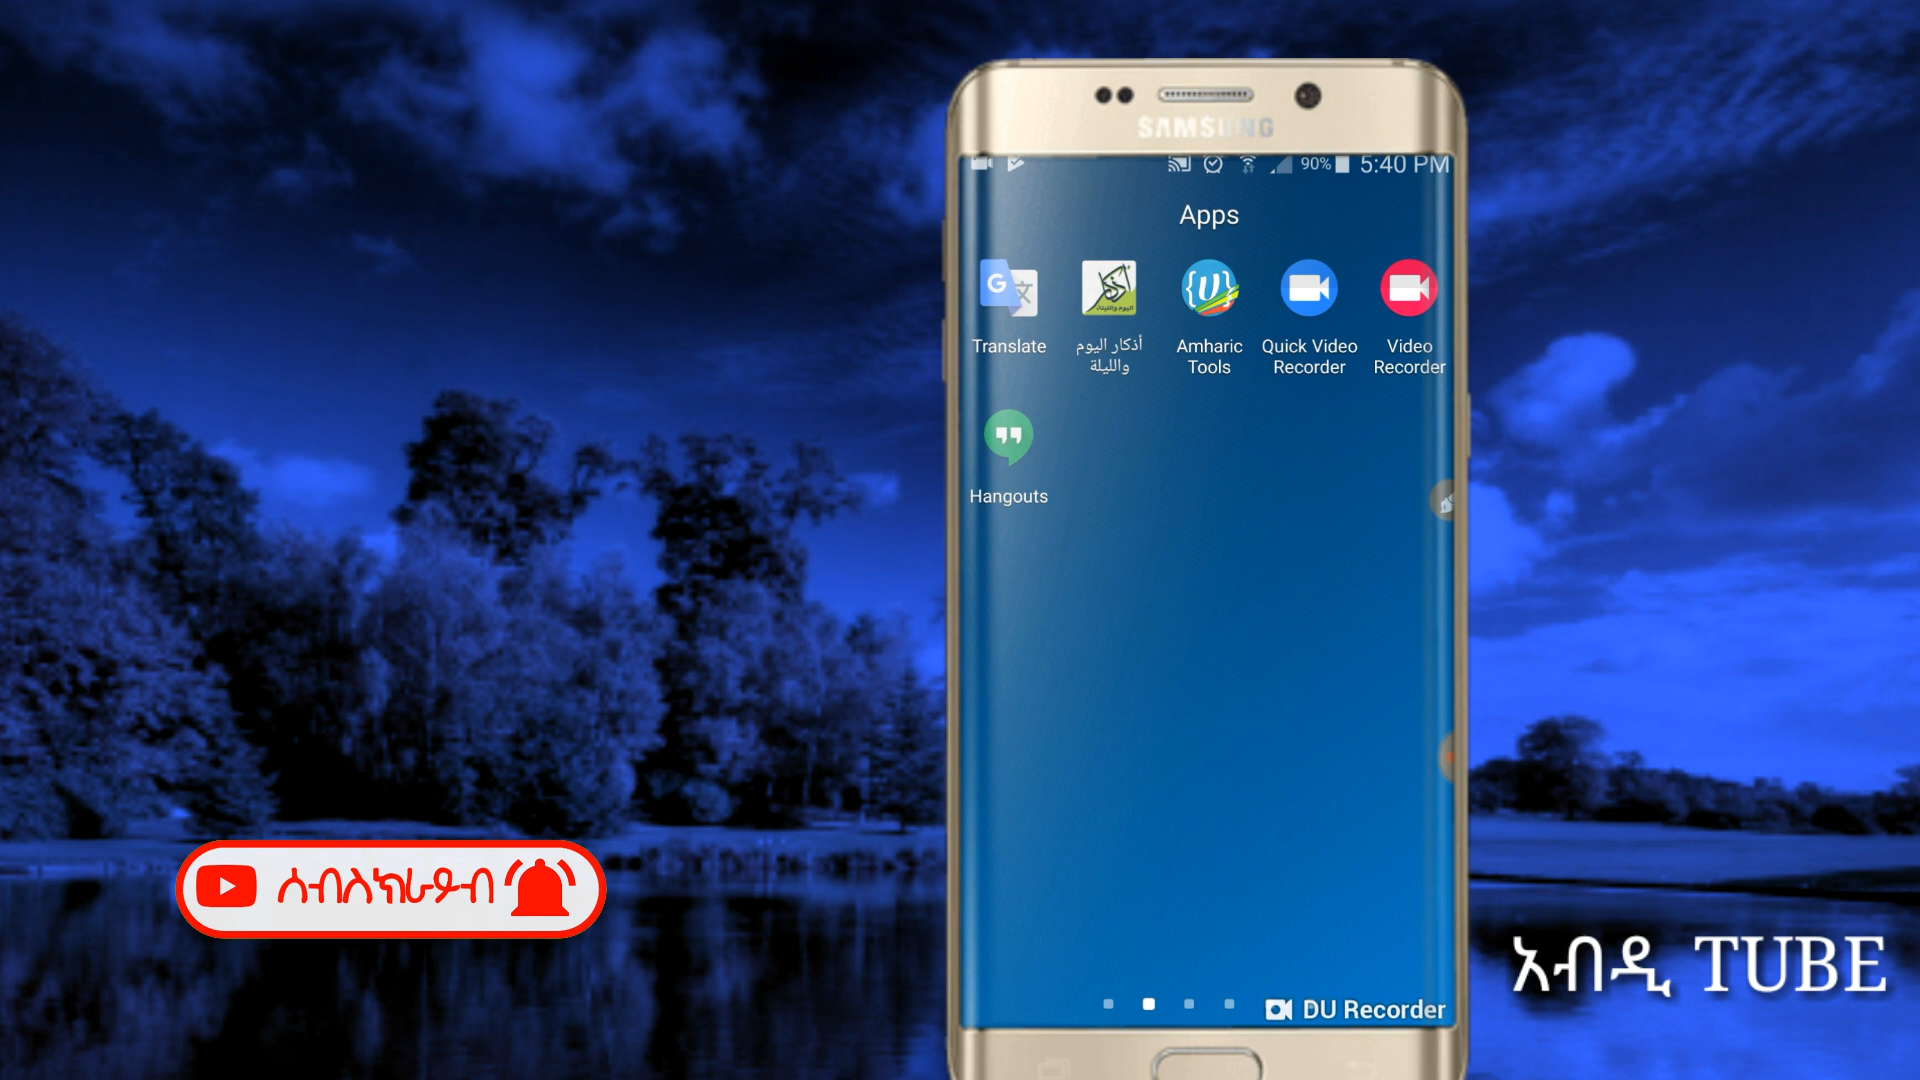 SAMSUNG
90% 5:40 PM
Apps
Translate
أذكار اليوم
والليلة
Amharic
Tools
Quick Video
Recorder
Video
Recorder
Hangouts
ሰብስክራይብ
አብዲ TUBE
DU Recorder